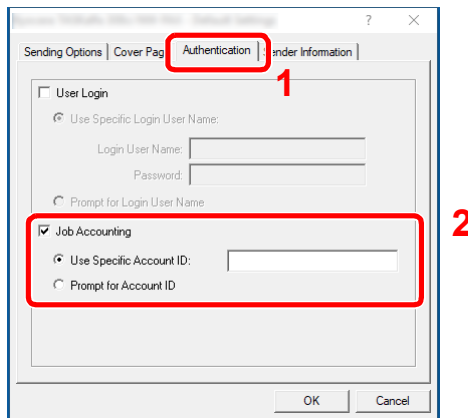 ? ×
Sending Options Cover Pag Authentication ender Information
1
User Login
Use Specific Login User Name:
Login User Name:
Password:
Prompt for Login User Name
2
Job Accounting
Use Specific Account ID:
Prompt for Account ID
OK Cancel